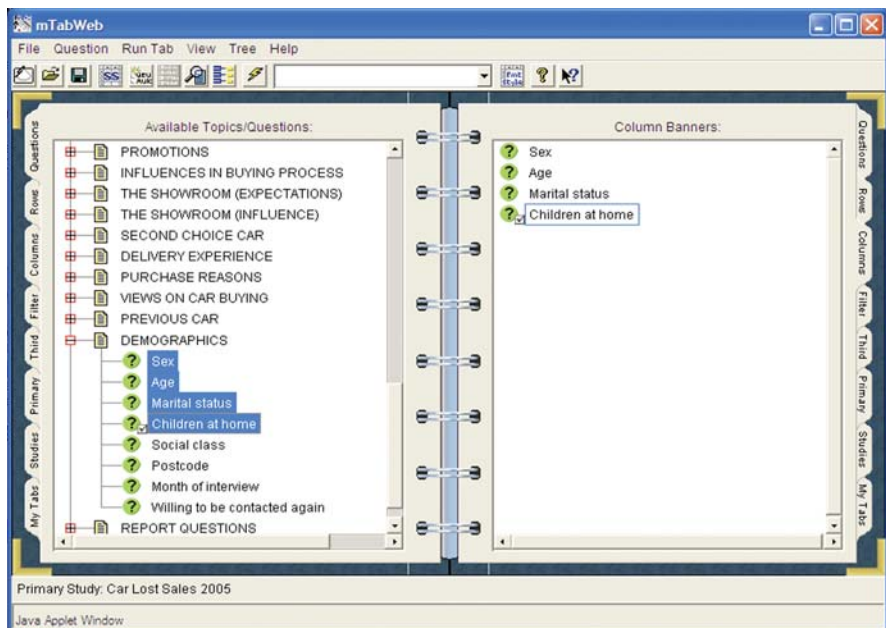 mTabWeb
File Question Run Tab View Tree Help
Available Topics/Questions:
PROMOTIONS
INFLUENCES IN BUYING PROCESS
THE SHOWROOM (EXPECTATIONS)
THE SHOWROOM (INFLUENCE)
SECOND CHOICE CAR
DELIVERY EXPERIENCE
PURCHASE REASONS
VIEWS ON CAR BUYING
PREVIOUS CAR
DEMOGRAPHICS
Sex
Age
Marital status
Children at home
Social class
Postcode
Month of interview
Willing to be contacted again
REPORT QUESTIONS
Questions
Rows
Columns
Filter
Third
Primary
Studies
My Tabs
Column Banners:
Sex
Age
Marital status
Children at home
Questions
Rows
Columns
Filter
Third
Primary
Studies
My Tabs
Primary Study: Car Lost Sales 2005
Java Applet Window